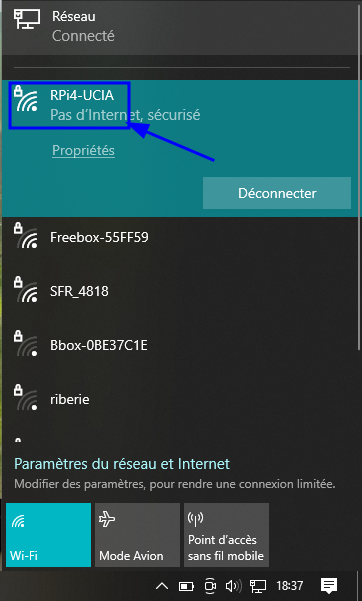 Réseau
Connecté
RPi4-UCIA
Pas d'Internet, sécurisé
Propriétés
Déconnecter
Freebox-55FF59
SFR_4818
Bbox-0BE37C1E
riberie
Paramètres du réseau et Internet
Modifier des paramètres, pour rendre une connexion limitée.
Wi-Fi
Mode Avion
Point d'accès
sans fil mobile
18:37